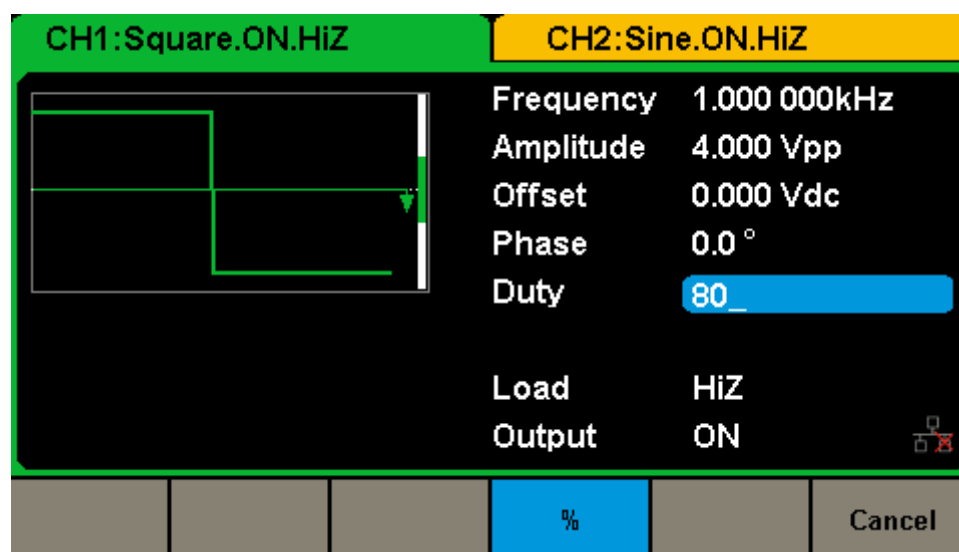 CH1:Square.ON.HiZ CH2:Sine.ON.HiZ
Frequency 1.000 000kHz
Amplitude 4.000 Vpp
Offset 0.000 Vdc
Phase 0.0 °
Duty 80_
Load HiZ
Output ON
% Cancel